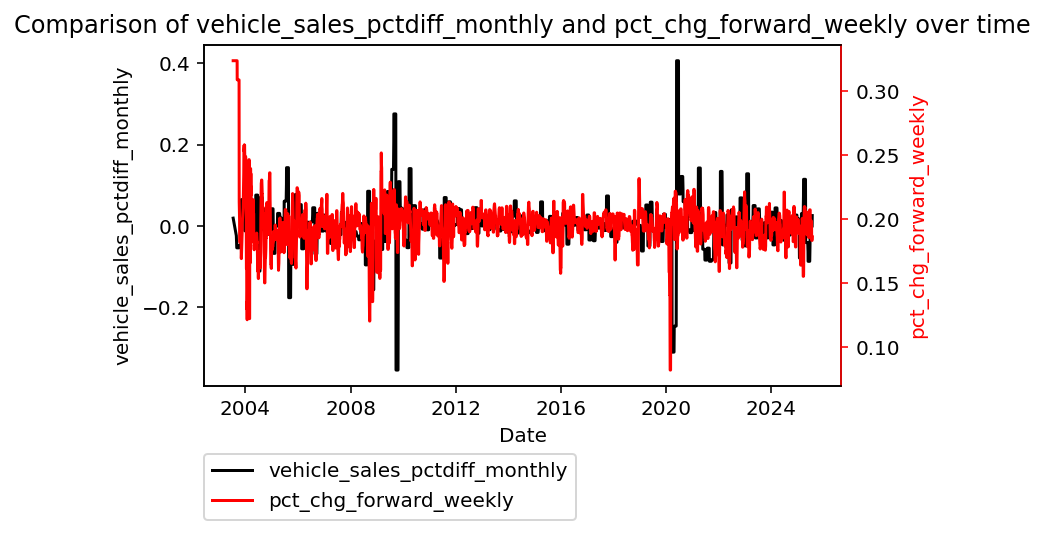 Comparison of vehicle_sales_pctdiff_monthly and pct_chg_forward_weekly over time
vehicle_sales_pctdiff_monthly
0.4
0.2
0.0
−0.2
0.30
0.25
0.20
0.15
0.10
pct_chg_forward_weekly
2004 2008 2012 2016 2020 2024
Date
vehicle_sales_pctdiff_monthly
pct_chg_forward_weekly